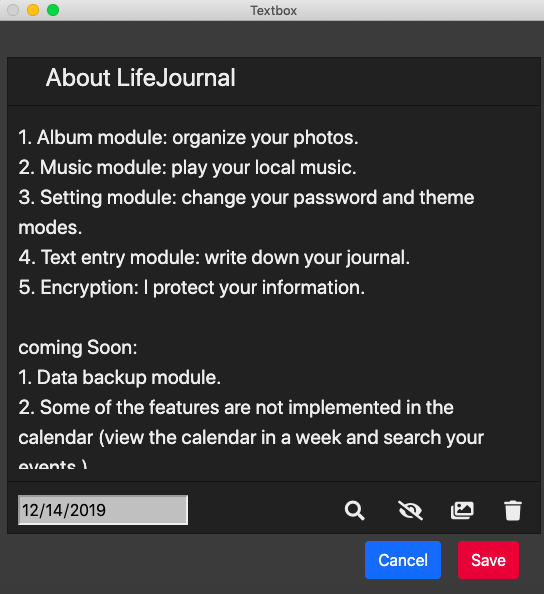 Textbox
About LifeJournal
1. Album module: organize your photos.
2. Music module: play your local music.
3. Setting module: change your password and theme
modes.
4. Text entry module: write down your journal.
5. Encryption: I protect your information.
coming Soon:
1. Data backup module.
2. Some of the features are not implemented in the
calendar (view the calendar in a week and search your
events.)
12/14/2019
Cancel
Save